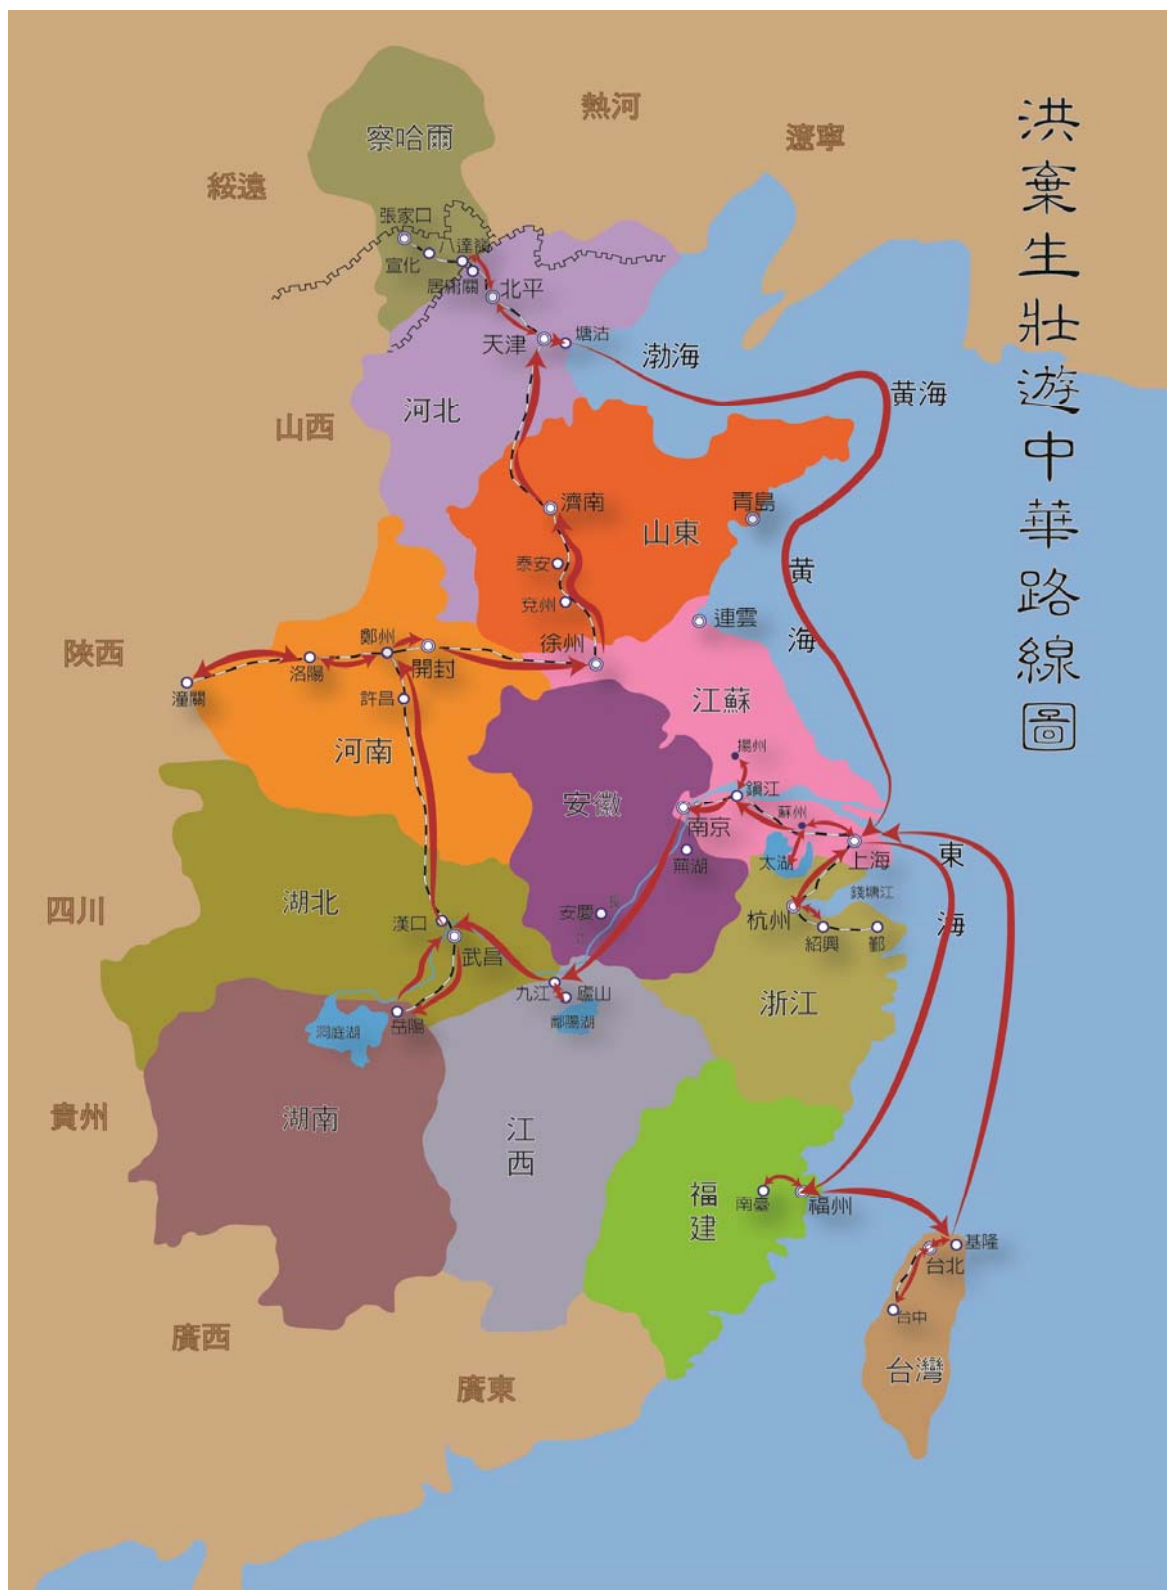 洪棄生壯遊中華路線圖
熱河
遼寧
察哈爾
綏遠
張家口
八達嶺
宣化
居庸關
北平
天津
塘沽
渤海
黄海
河北
山西
濟南
青島
山東
泰安
兗州
連雲
黄海
陝西
鄭州
徐州
開封
洛陽
潼關
許昌
江蘇
河南
揚州
鎮江
安徽
蘇州
南京
東海
太湖
上海
蕪湖
錢塘江
四川
湖北
長江
安慶
漢口
杭州
武昌
紹興
鄞
九江
廬山
浙江
鄱陽湖
岳陽
洞庭湖
貴州
湖南
江西
福建
南臺
福州
基隆
台北
台中
廣西
台灣
廣東